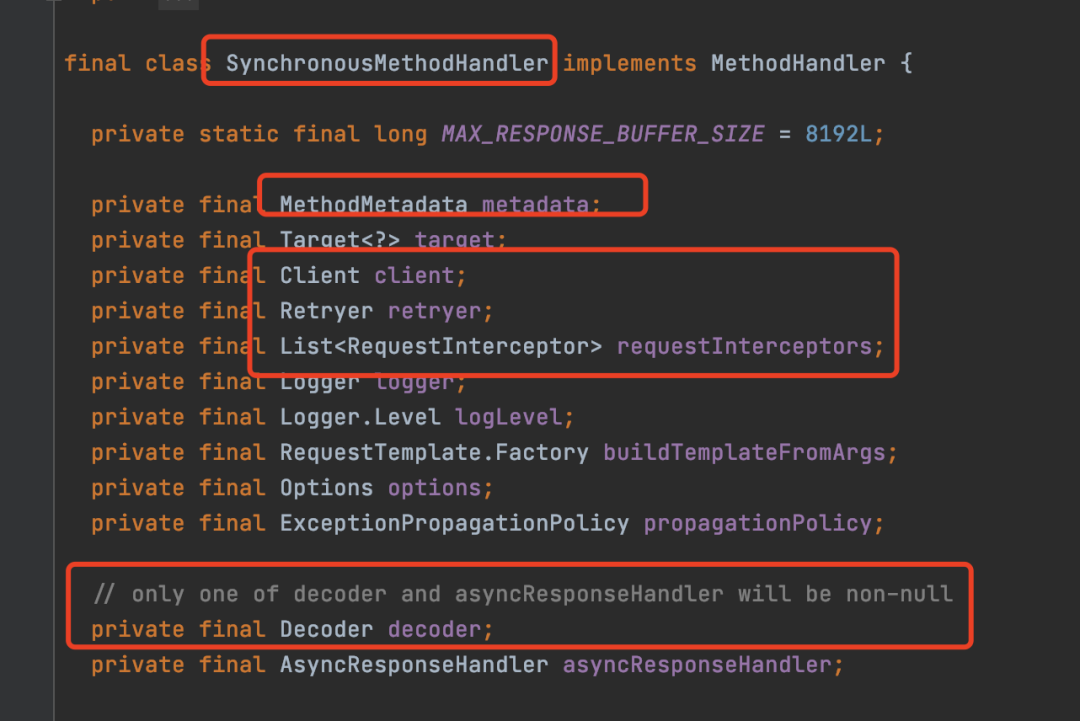 final class SynchronousMethodHandler implements MethodHandler {
private static final long MAX_RESPONSE_BUFFER_SIZE = 8192L;
private final MethodMetadata metadata;
private final Target<?> target;
private final Client client;
private final Retryer retryer;
private final List<RequestInterceptor> requestInterceptors;
private final Logger logger;
private final Logger.Level logLevel;
private final RequestTemplate.Factory buildTemplateFromArgs;
private final Options options;
private final ExceptionPropagationPolicy propagationPolicy;
// only one of decoder and asyncResponseHandler will be non-null
private final Decoder decoder;
private final AsyncResponseHandler asyncResponseHandler;